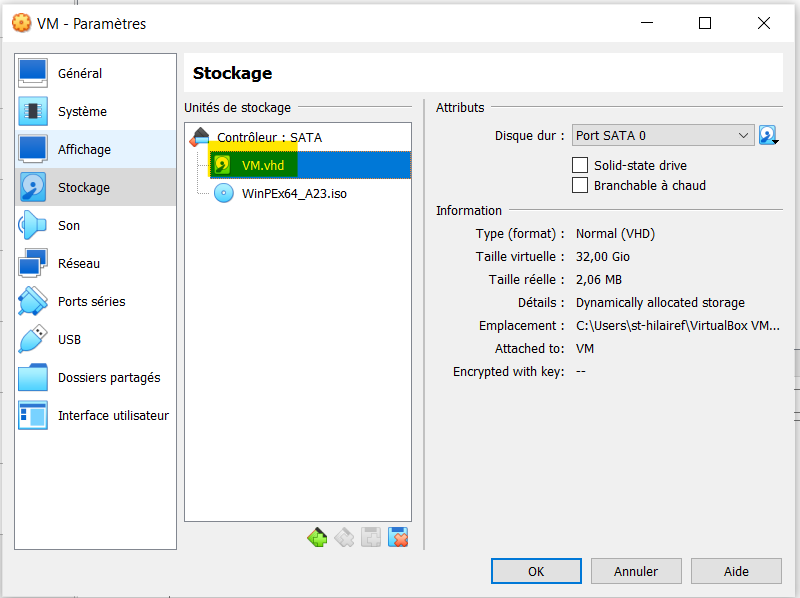 VM - Paramètres
Général
Système
Affichage
Stockage
Son
Réseau
Ports séries
USB
Dossiers partagés
Interface utilisateur
Stockage
Unités de stockage
Contrôleur : SATA
VM.vhd
WinPEx64_A23.iso
Attributs
Disque dur : Port SATA 0
Solid-state drive
Branchable à chaud
Information
Type (format) : Normal (VHD)
Taille virtuelle : 32,00 Gio
Taille réelle : 2,06 MB
Détails : Dynamically allocated storage
Emplacement : C:\Users\st-hilairef\VirtualBox VM...
Attached to: VM
Encrypted with key: --
OK Annuler Aide